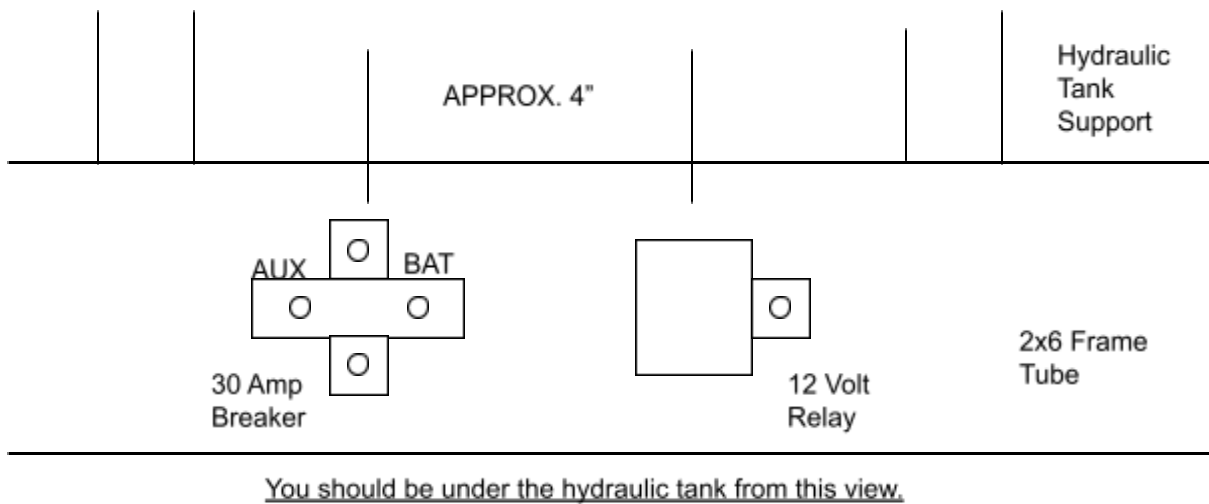 Hydraulic
Tank
Support
APPROX. 4”
AUX
BAT
30 Amp
Breaker
12 Volt
Relay
2x6 Frame
Tube
You should be under the hydraulic tank from this view.